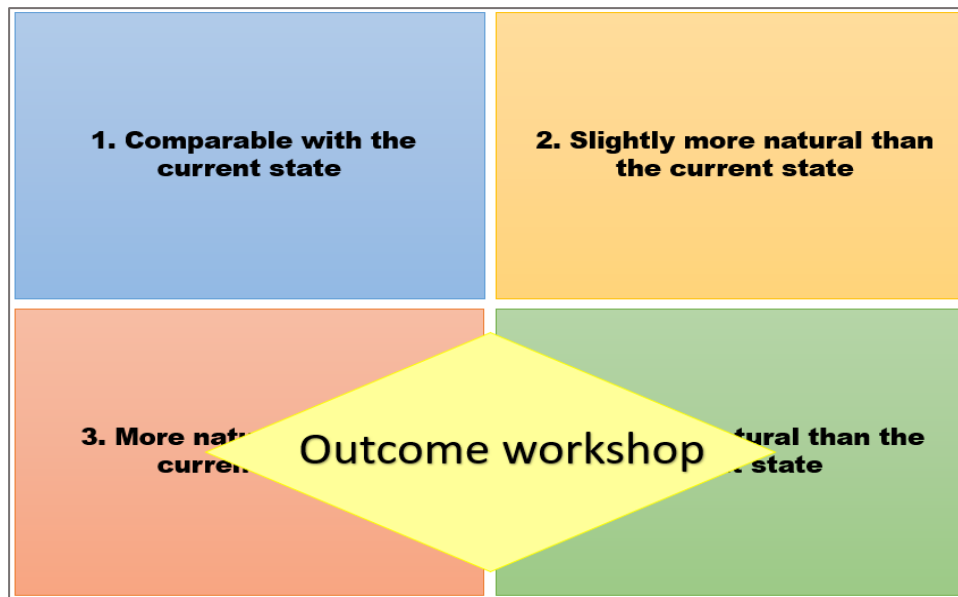 1. Comparable with the
current state
2. Slightly more natural than
the current state
3. More natu
curren
Outcome workshop
tural than the
t state